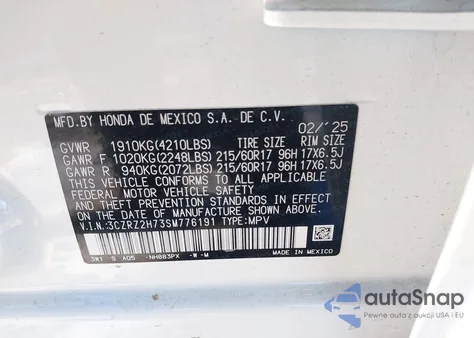 MFD.BY HONDA DE MEXICO S.A. DE C.V.
02/'25
GVWR 1910KG(4210LBS) TIRE SIZE RIM SIZE
GAWR F 1020KG(2248LBS) 215/60R17 96H 17X6.5J
GAWR R 940KG(2072LBS) 215/60R17 96H 17X6.5J
THIS VEHICLE CONFORMS TO ALL APPLICABLE
FEDERAL MOTOR VEHICLE SAFETY STANDARDS IN
EFFECT ON THE DATE OF MANUFACTURE SHOWN ABOVE.
V.I.N.:3CZRZ2H73SM776191 TYPE:MPV
3W1 S A05 -NH883PX -W-M
MADE IN MEXICO
autoSnap
Pewne auta z aukcji USA i EU